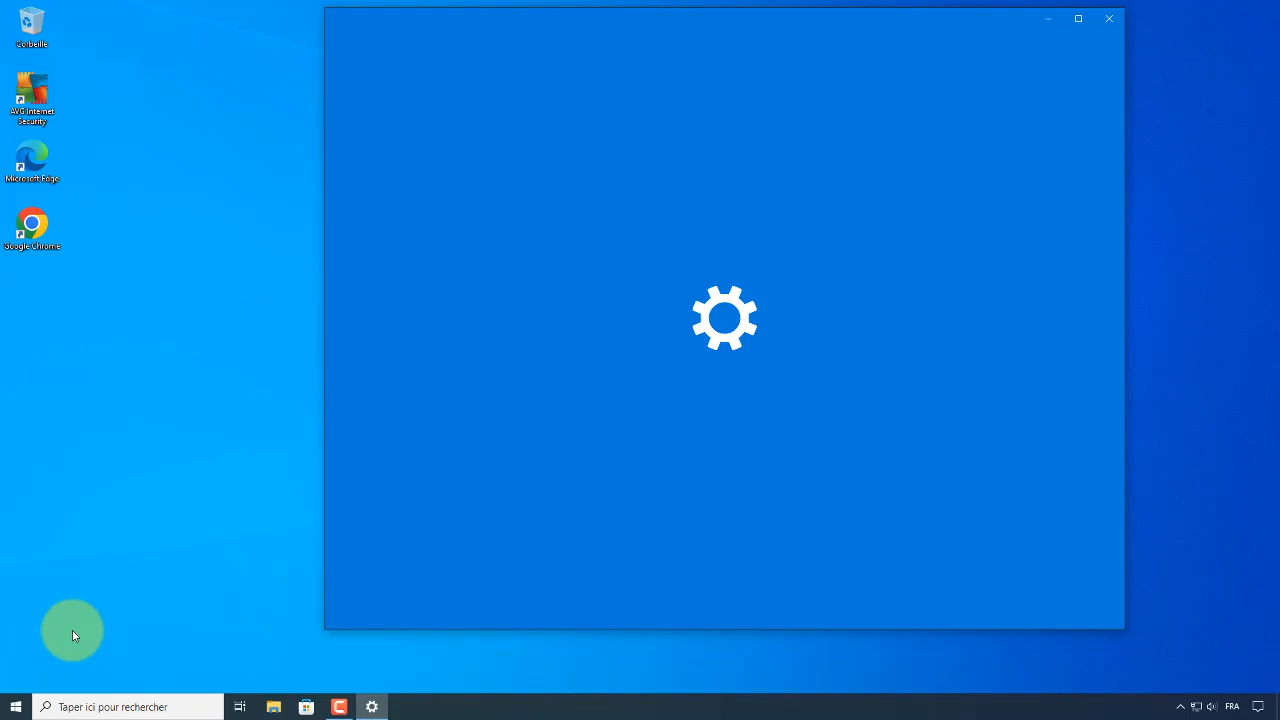 Corbeille
AVG Internet
Security
Microsoft Edge
Google Chrome
Taper ici pour rechercher
FRA